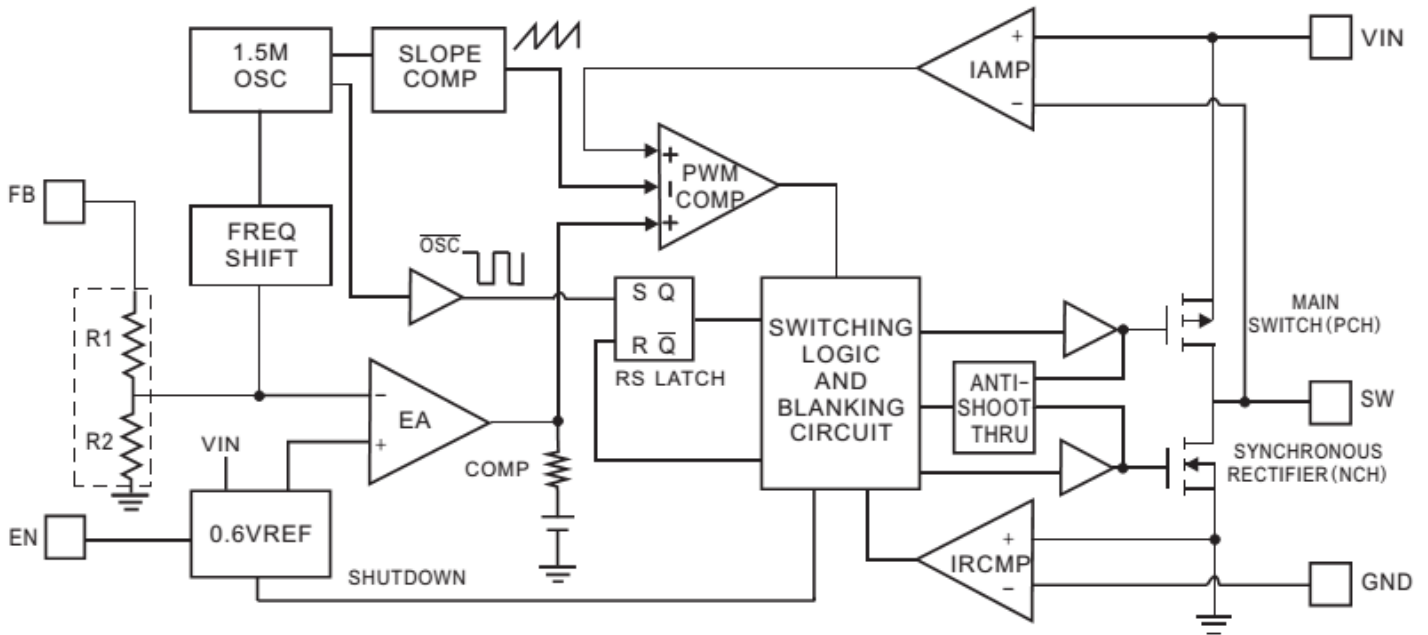 1.5M
OSC
SLOPE
COMP
IAMP
+
−
VIN
FB
FREQ
SHIFT
+
−
+
PWM
COMP
O̅S̅C̅
S Q
R Q̅
RS LATCH
SWITCHING
LOGIC
AND
BLANKING
CIRCUIT
MAIN
SWITCH(PCH)
R1
R2
−
+
EA
COMP
ANTI−
SHOOT
THRU
SW
SYNCHRONOUS
RECTIFIER(NCH)
VIN
EN
0.6VREF
SHUTDOWN
IRCMP
+
−
GND